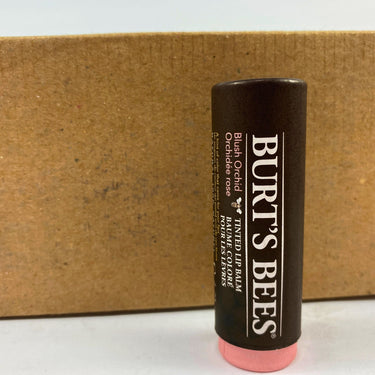 BURT'S BEES®
TINTED LIP BALM
BAUME COLORÉ
POUR LES LÈVRES
Blush Orchid
Orchidée rose